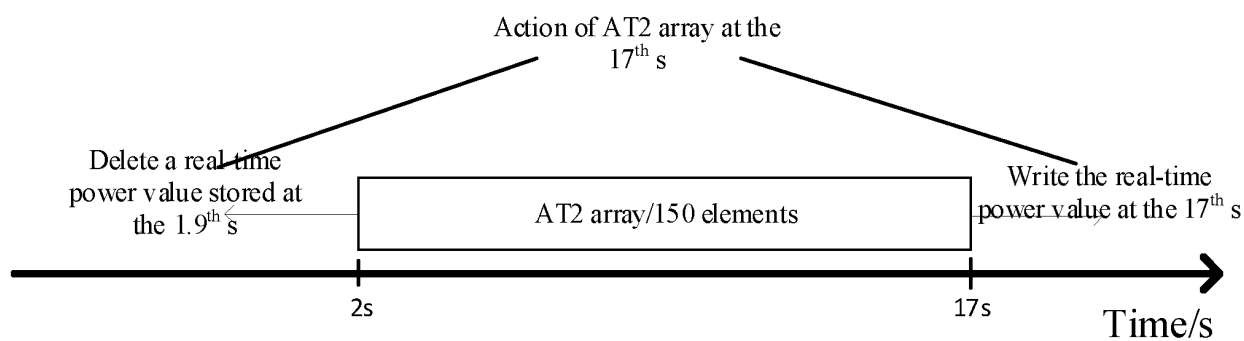 Action of AT2 array at the
17th s
Delete a real-time
power value stored at
the 1.9th s
AT2 array/150 elements
Write the real-time
power value at the 17th s
2s
17s
Time/s